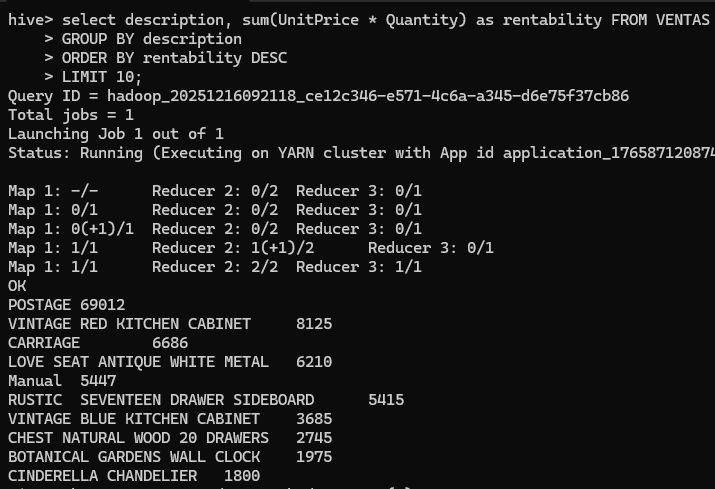 hive> select description, sum(UnitPrice * Quantity) as rentability FROM VENTAS
    > GROUP BY description
    > ORDER BY rentability DESC
    > LIMIT 10;
Query ID = hadoop_20251216092118_ce12c346-e571-4c6a-a345-d6e75f37cb86
Total jobs = 1
Launching Job 1 out of 1
Status: Running (Executing on YARN cluster with App id application_176587120874
Map 1: -/-      Reducer 2: 0/2  Reducer 3: 0/1
Map 1: 0/1      Reducer 2: 0/2  Reducer 3: 0/1
Map 1: 0(+1)/1  Reducer 2: 0/2  Reducer 3: 0/1
Map 1: 1/1      Reducer 2: 1(+1)/2      Reducer 3: 0/1
Map 1: 1/1      Reducer 2: 2/2  Reducer 3: 1/1
OK
POSTAGE 69012
VINTAGE RED KITCHEN CABINET     8125
CARRIAGE        6686
LOVE SEAT ANTIQUE WHITE METAL   6210
Manual  5447
RUSTIC  SEVENTEEN DRAWER SIDEBOARD      5415
VINTAGE BLUE KITCHEN CABINET    3685
CHEST NATURAL WOOD 20 DRAWERS   2745
BOTANICAL GARDENS WALL CLOCK    1975
CINDERELLA CHANDELIER   1800